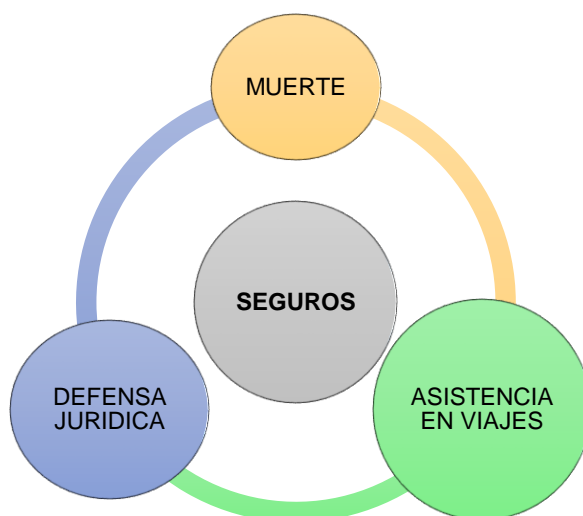 MUERTE
SEGUROS
DEFENSA
JURIDICA
ASISTENCIA
EN VIAJES